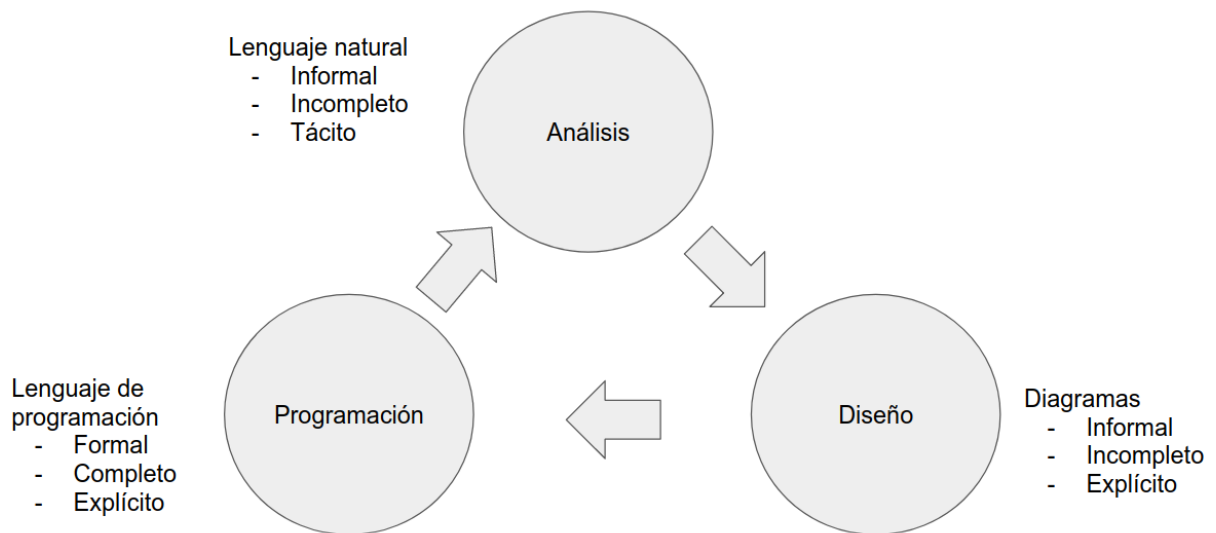 Lenguaje natural
- Informal
- Incompleto
- Tácito
Análisis
Lenguaje de
programación
- Formal
- Completo
- Explícito
Programación
Diseño
Diagramas
- Informal
- Incompleto
- Explícito